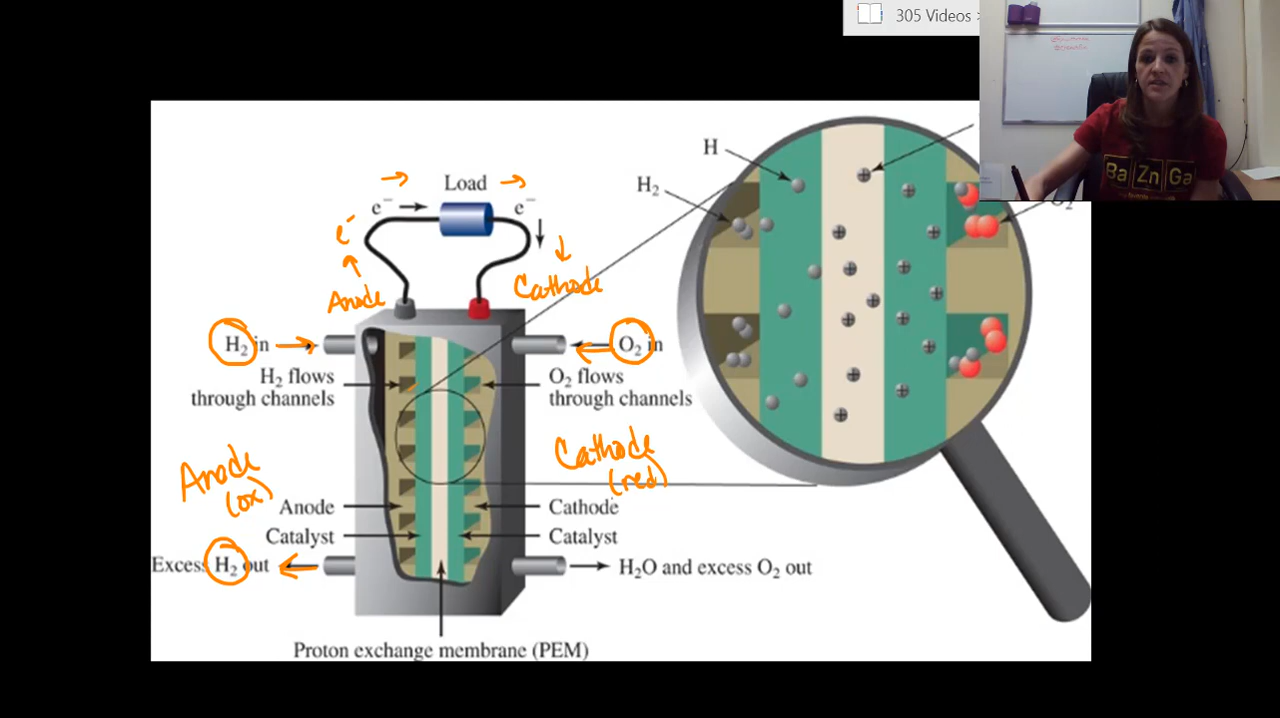 305 Videos >
Ba Zn Ga
H
H₂
O₂
Load
e⁻
e⁻
e⁻
Anode
Cathode
H₂ in
O₂ in
H₂ flows
through channels
O₂ flows
through channels
Anode
(ox)
Cathode
(red)
Anode
Cathode
Catalyst
Catalyst
Excess H₂ out
H₂O and excess O₂ out
Proton exchange membrane (PEM)